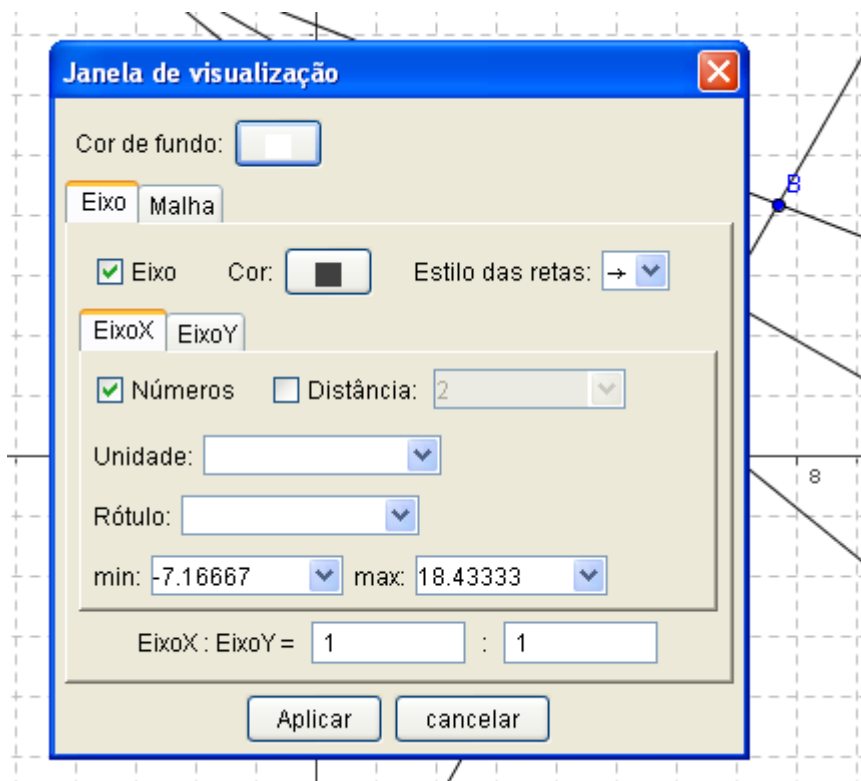 Janela de visualização
Cor de fundo:
B
Eixo Malha
Eixo Cor: Estilo das retas: →
EixoX EixoY
Números Distância: 2
Unidade:
8
Rótulo:
min: -7.16667 max: 18.43333
EixoX : EixoY = 1 : 1
Aplicar cancelar